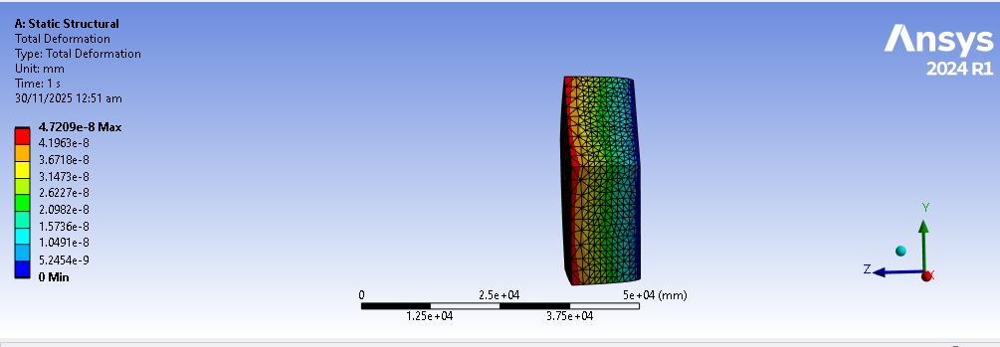 A: Static Structural
Total Deformation
Type: Total Deformation
Unit: mm
Time: 1 s
30/11/2025 12:51 am
4.7209e-8 Max
4.1963e-8
3.6718e-8
3.1473e-8
2.6227e-8
2.0982e-8
1.5736e-8
1.0491e-8
5.2454e-9
0 Min
Ansys
2024 R1
Y
Z
X
0 2.5e+04 5e+04 (mm)
1.25e+04 3.75e+04